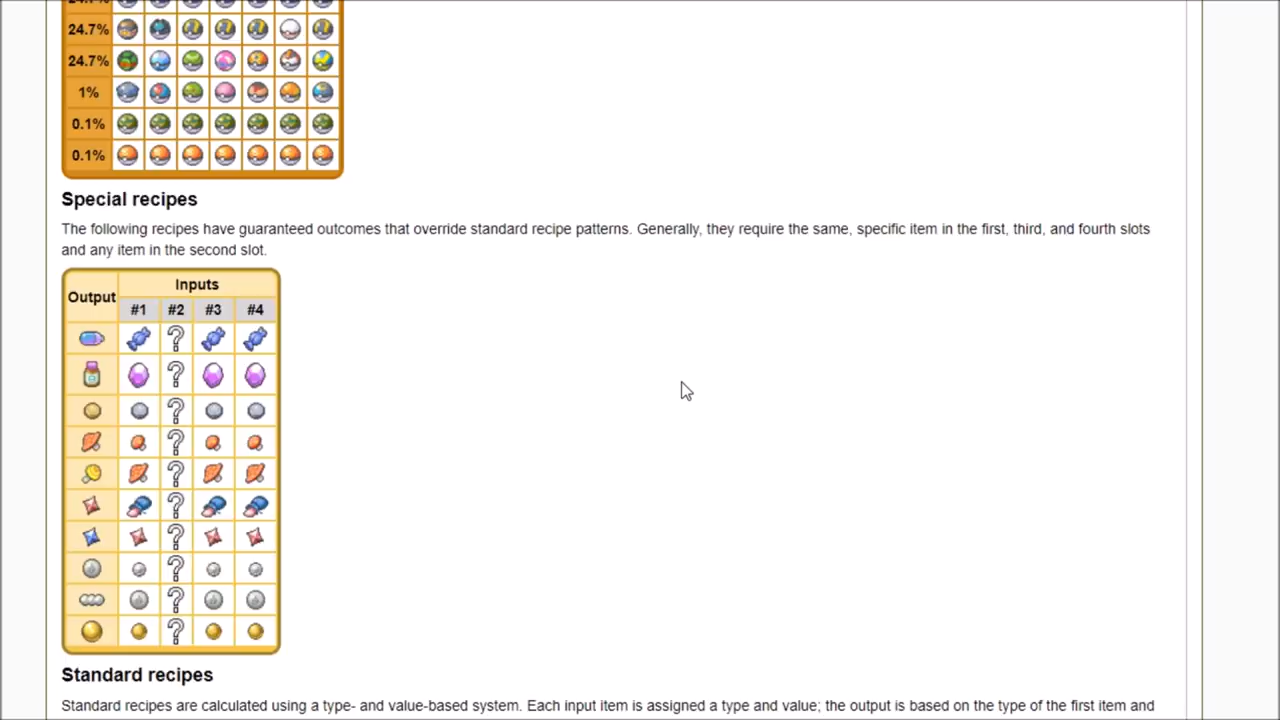 24.7%
24.7%
1%
0.1%
0.1%
Special recipes
The following recipes have guaranteed outcomes that override standard recipe patterns. Generally, they require the same, specific item in the first, third, and fourth slots
and any item in the second slot.
Output
Inputs
#1 #2 #3 #4
?
?
?
?
?
?
?
?
?
?
Standard recipes
Standard recipes are calculated using a type- and value-based system. Each input item is assigned a type and value; the output is based on the type of the first item and